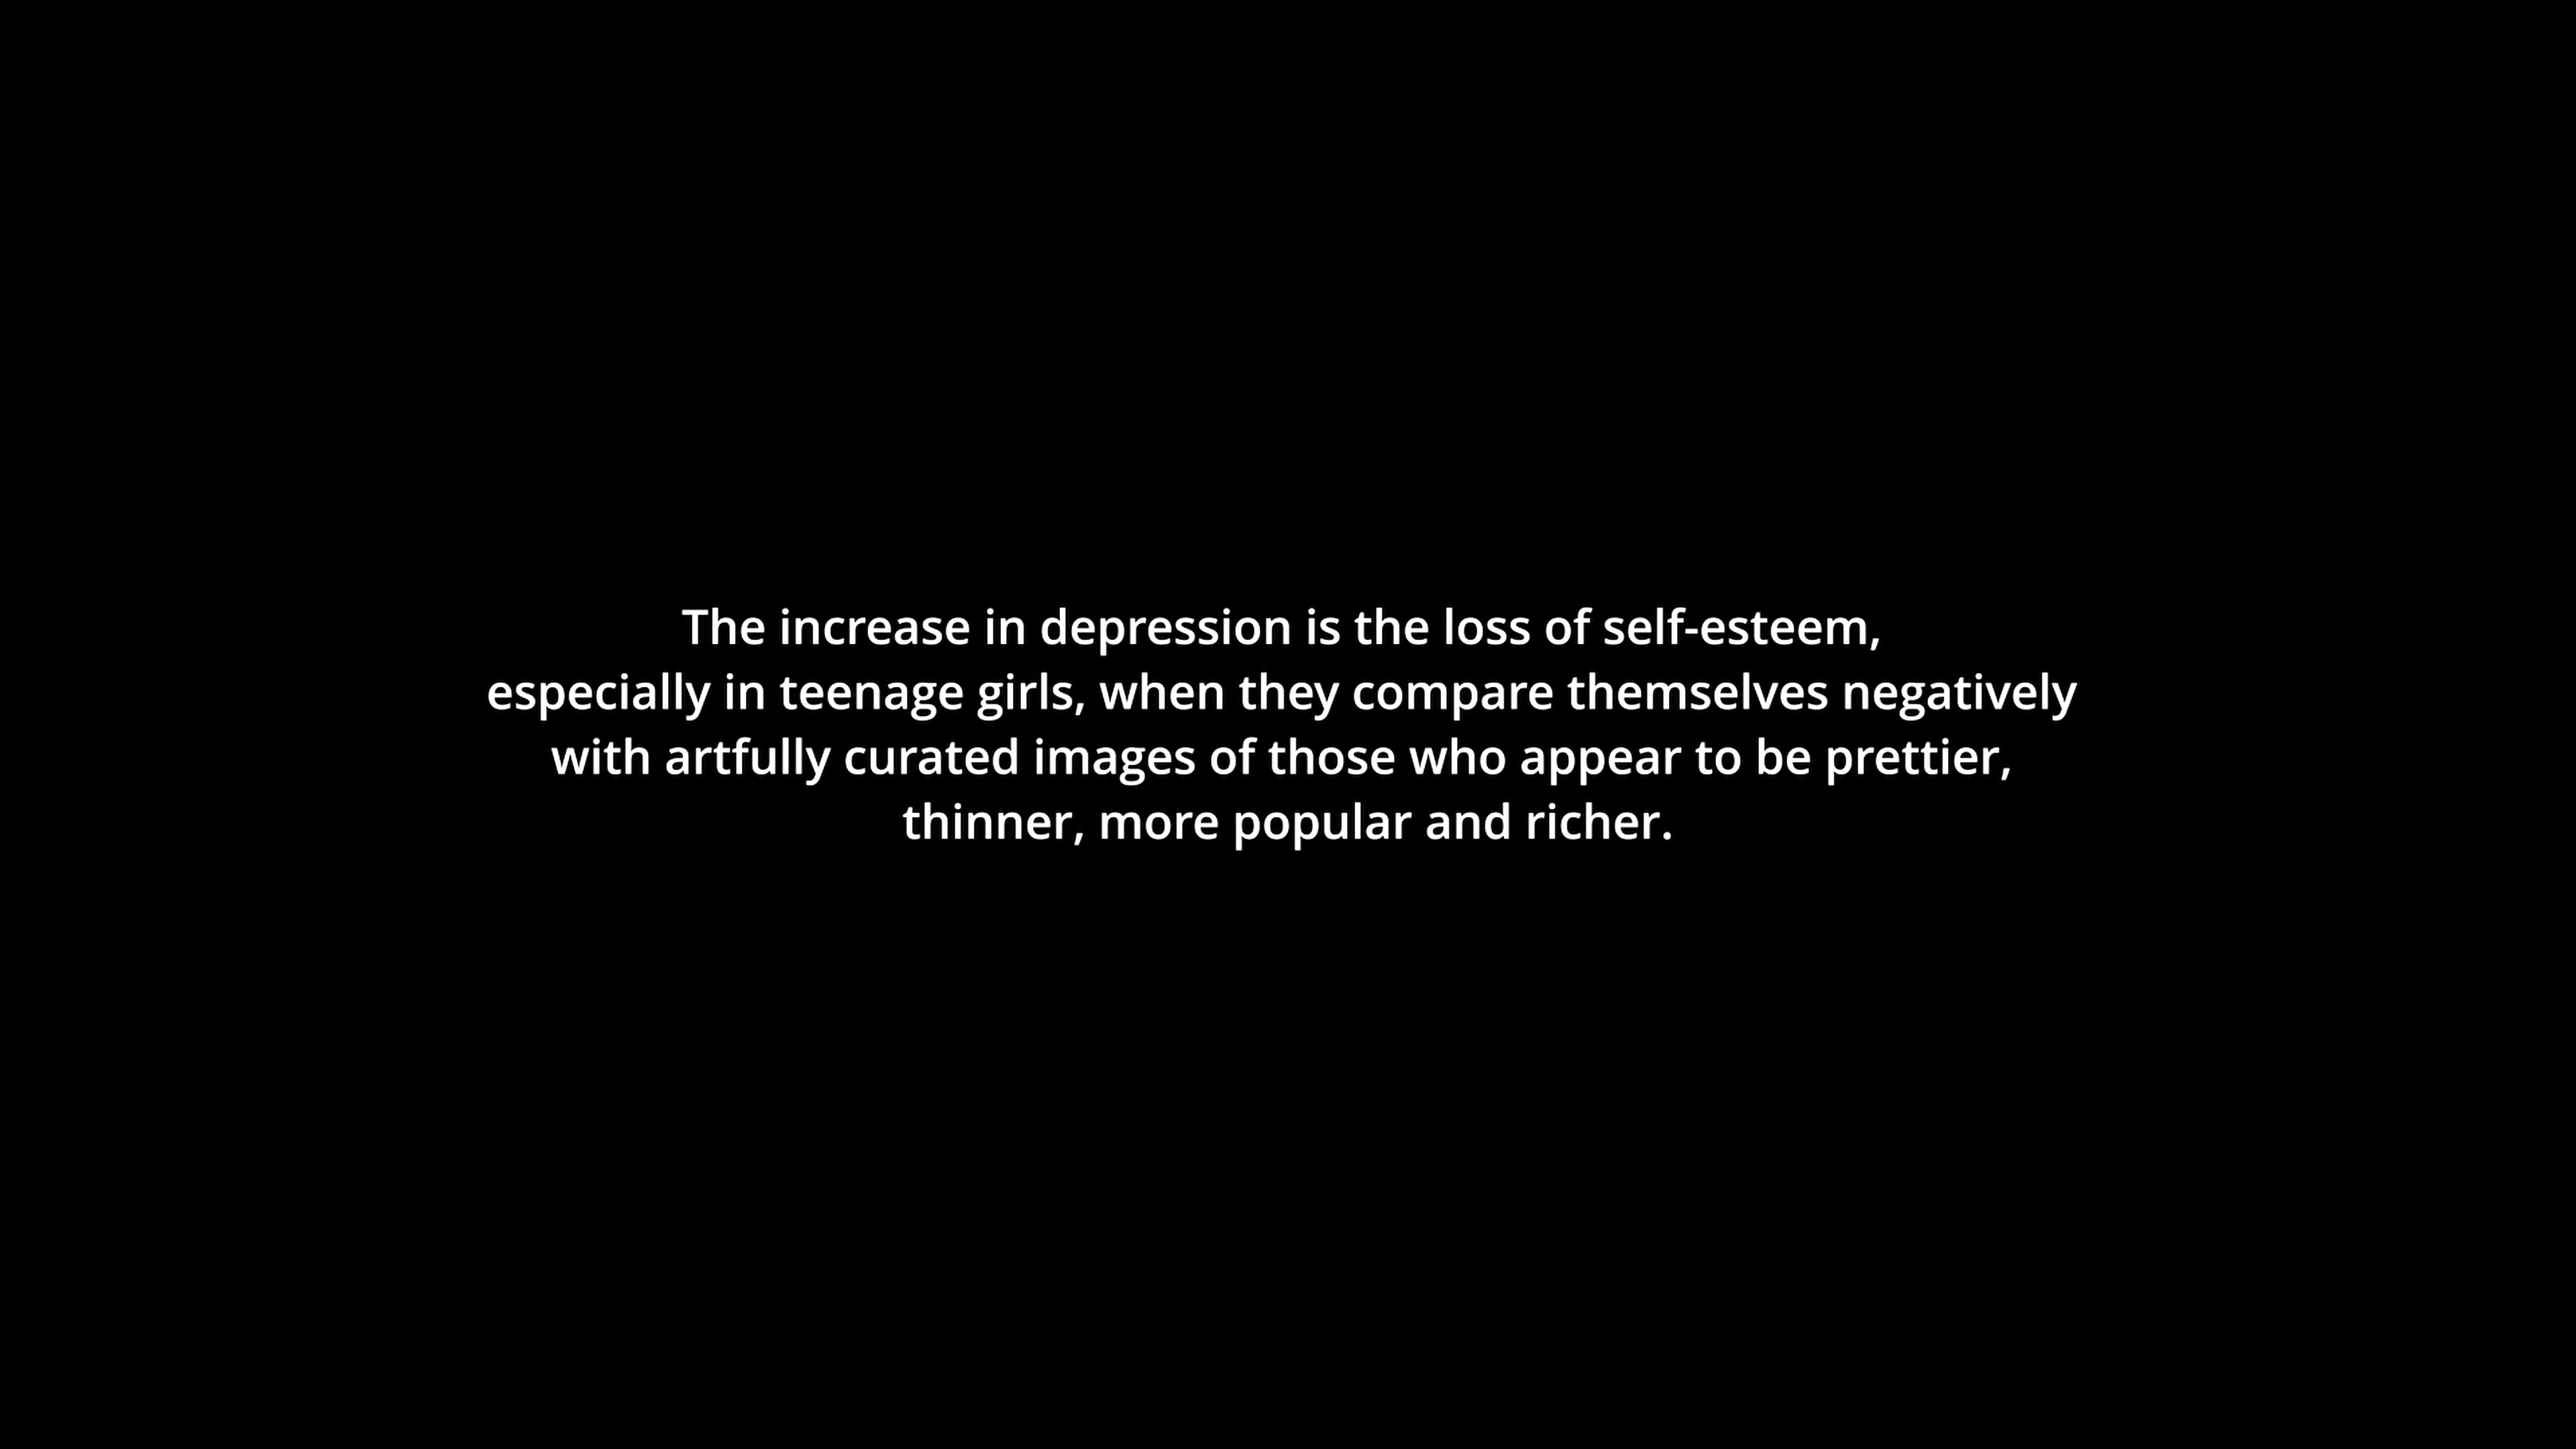 The increase in depression is the loss of self-esteem,
especially in teenage girls, when they compare themselves negatively
with artfully curated images of those who appear to be prettier,
thinner, more popular and richer.